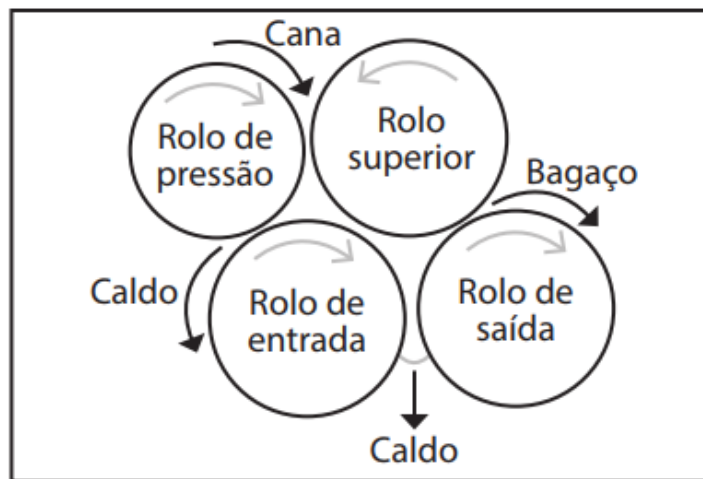 Cana
Rolo de
pressão
Rolo
superior
Bagaço
Caldo
Rolo de
entrada
Rolo de
saída
Caldo